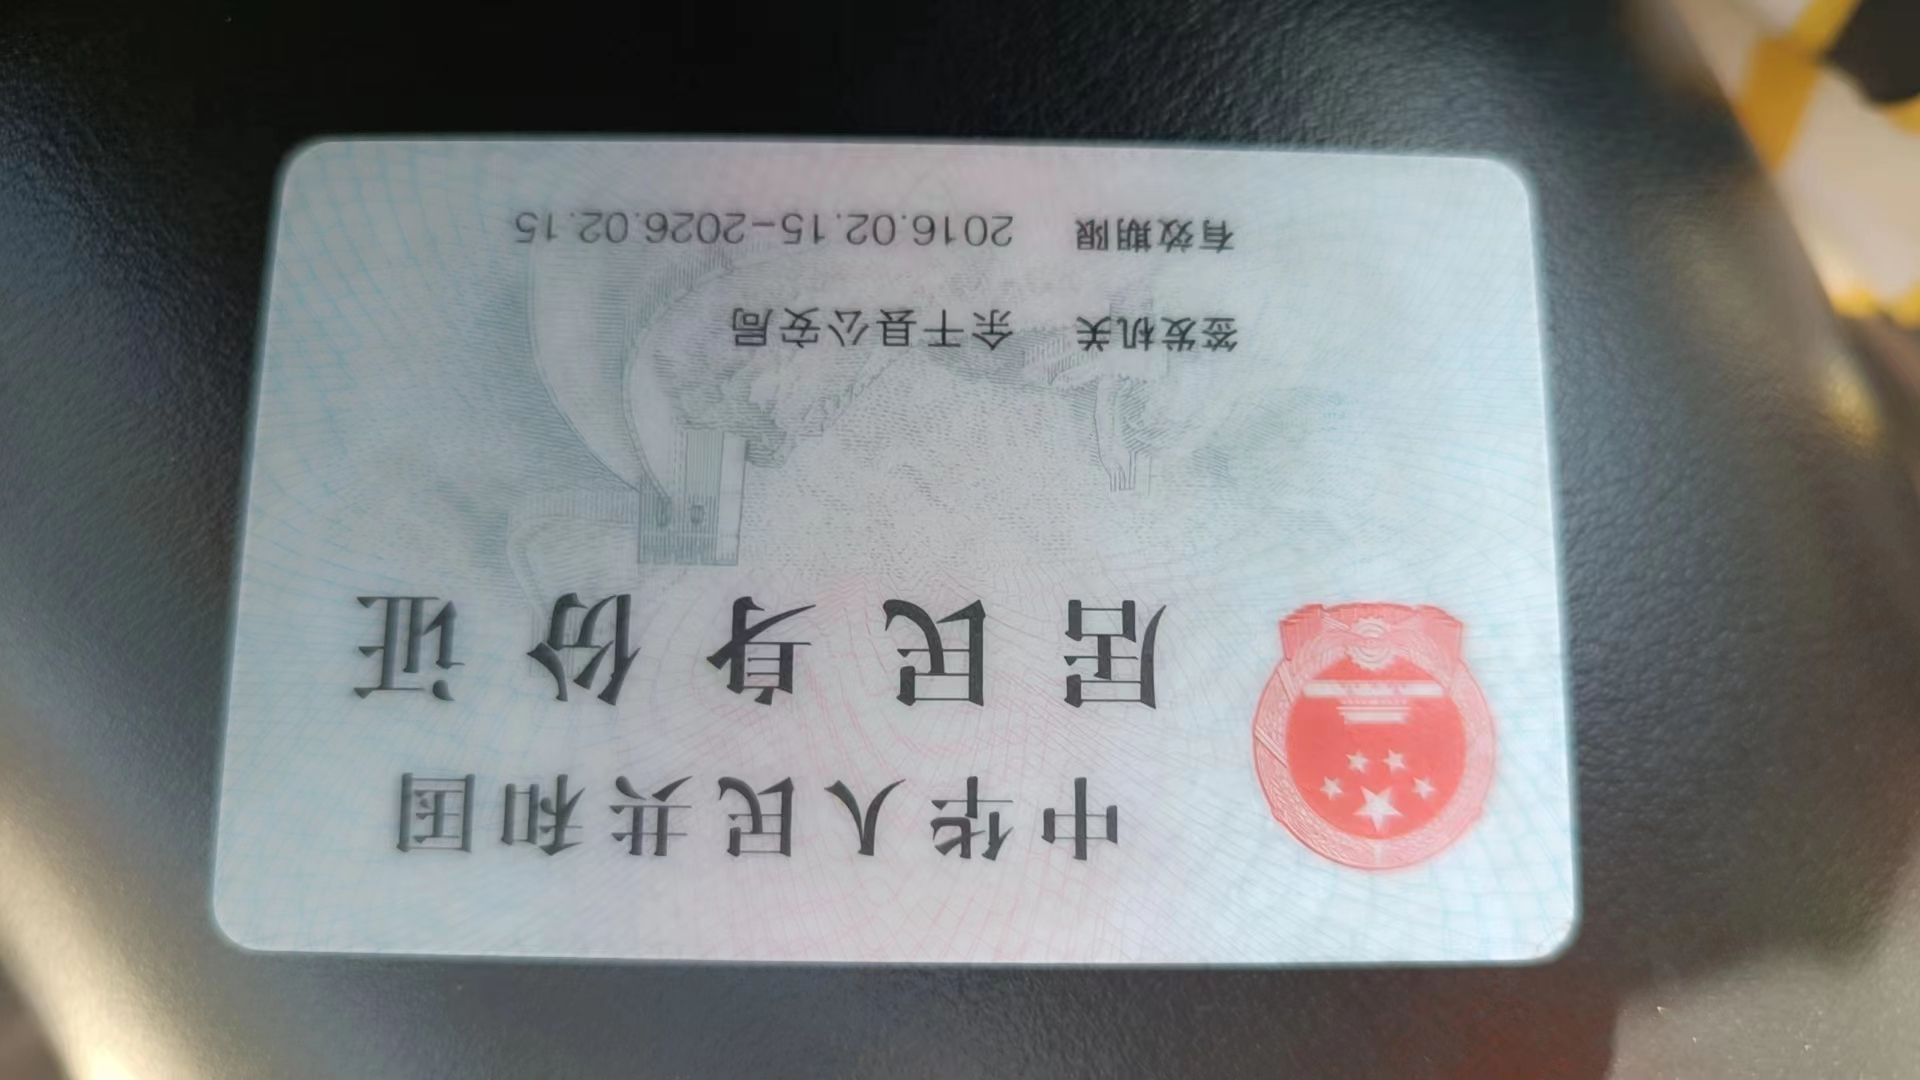 中华人民共和国
居民身份证
签发机关 余干县公安局
有效期限 2016.02.15-2026.02.15